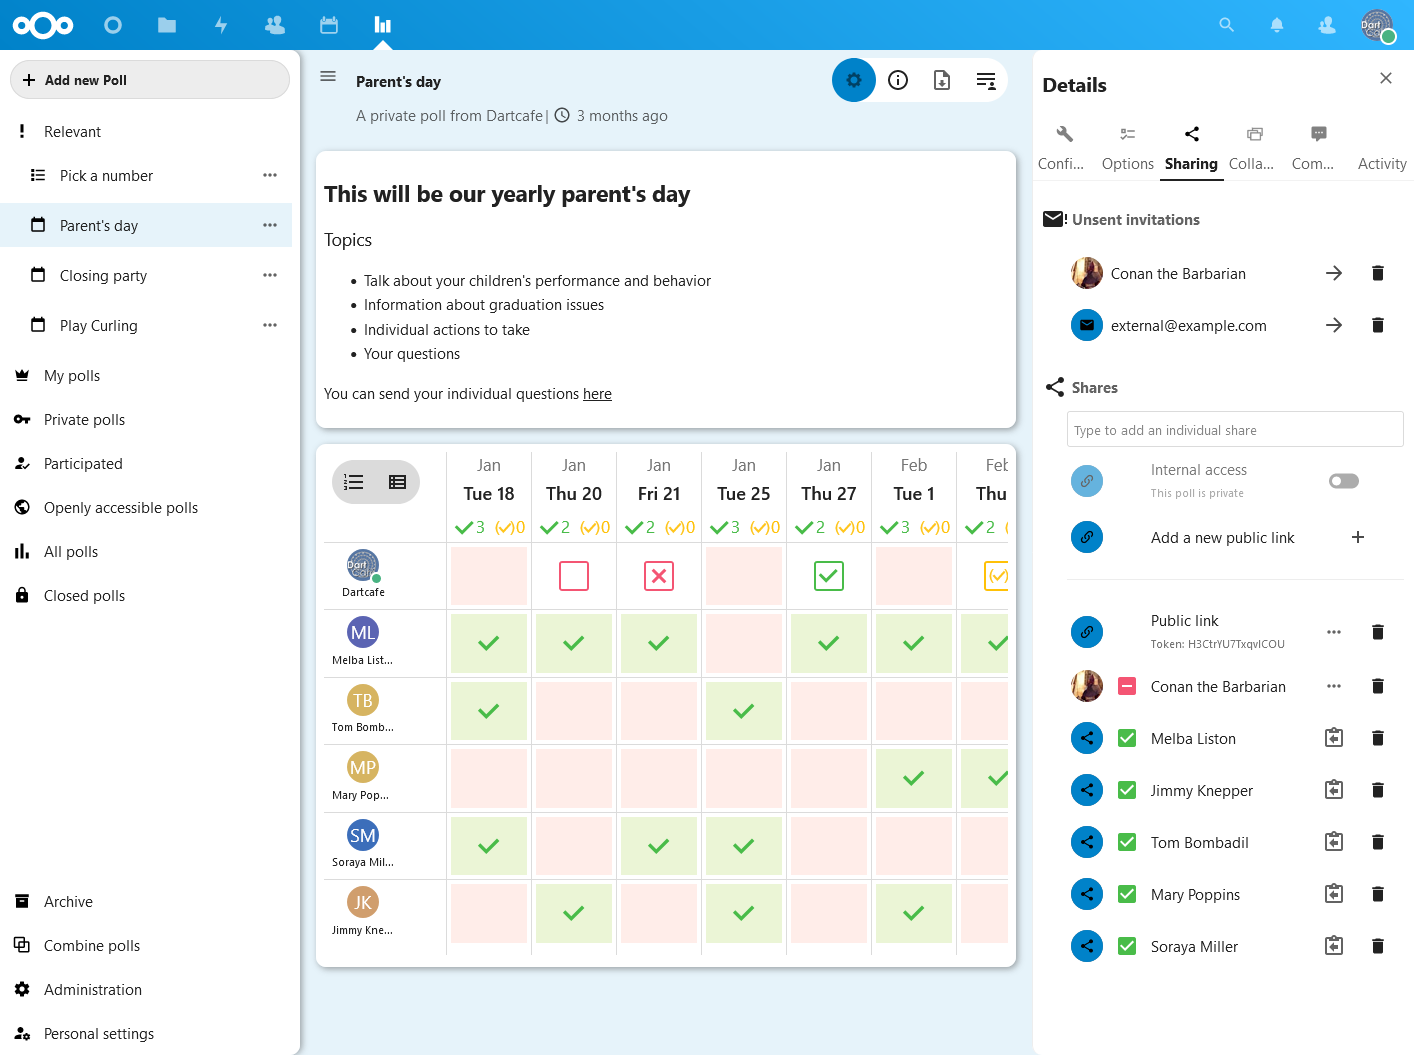 Add new Poll
Relevant
Pick a number
Parent's day
Closing party
Play Curling
My polls
Private polls
Participated
Openly accessible polls
All polls
Closed polls
Archive
Combine polls
Administration
Personal settings
Parent's day
A private poll from Dartcafe | 3 months ago
This will be our yearly parent's day
Topics
• Talk about your children's performance and behavior
• Information about graduation issues
• Individual actions to take
• Your questions
You can send your individual questions here
Jan Jan Jan Jan Jan Feb Feb
Tue 18 Thu 20 Fri 21 Tue 25 Thu 27 Tue 1 Thu
3 (✓)0 2 (✓)0 2 (✓)0 3 (✓)0 2 (✓)0 3 (✓)0 2
Dartcafe
ML
Melba List...
TB
Tom Bomb...
MP
Mary Pop...
SM
Soraya Mil...
JK
Jimmy Kne...
Details
Confi... Options Sharing Colla... Com... Activity
Unsent invitations
Conan the Barbarian
external@example.com
Shares
Type to add an individual share
Internal access
This poll is private
Add a new public link
Public link
Token: H3CtrYU7TxqvICOU
Conan the Barbarian
Melba Liston
Jimmy Knepper
Tom Bombadil
Mary Poppins
Soraya Miller